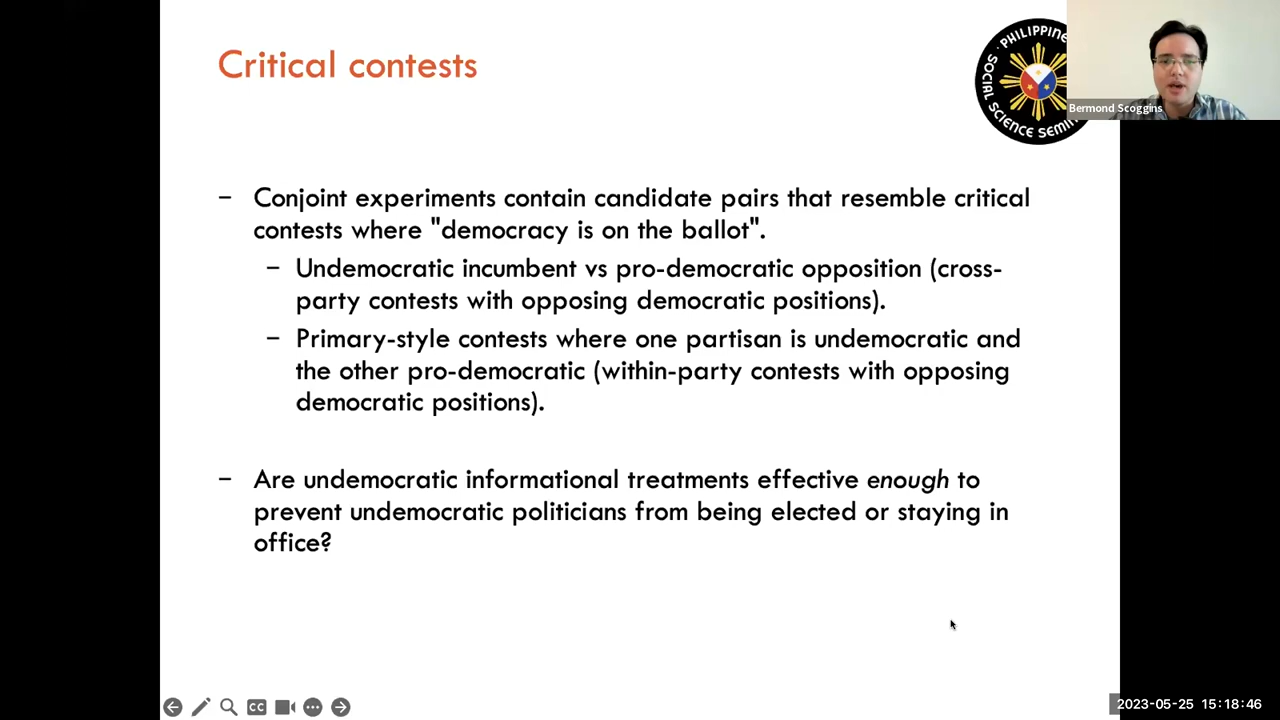 Critical contests
PHILIPPINE
SOCIAL SCIENCE
Bermond Scoggins
– Conjoint experiments contain candidate pairs that resemble critical
contests where "democracy is on the ballot".
– Undemocratic incumbent vs pro-democratic opposition (cross-
party contests with opposing democratic positions).
– Primary-style contests where one partisan is undemocratic and
the other pro-democratic (within-party contests with opposing
democratic positions).
– Are undemocratic informational treatments effective enough to
prevent undemocratic politicians from being elected or staying in
office?
CC
2023-05-25 15:18:46